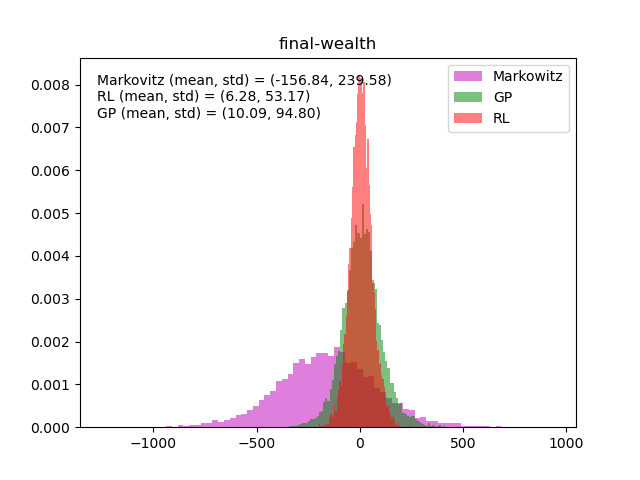 final-wealth
Markovitz (mean, std) = (-156.84, 239.58)
RL (mean, std) = (6.28, 53.17)
GP (mean, std) = (10.09, 94.80)
Markowitz
GP
RL
0.008
0.007
0.006
0.005
0.004
0.003
0.002
0.001
0.000
−1000
−500
0
500
1000